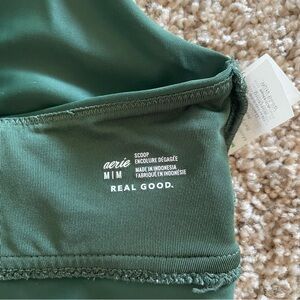 aerie
M|M
SCOOP
ENCOLURE DÉGAGÉE
MADE IN INDONESIA
FABRIQUÉ EN INDONÉSIE
REAL GOOD.